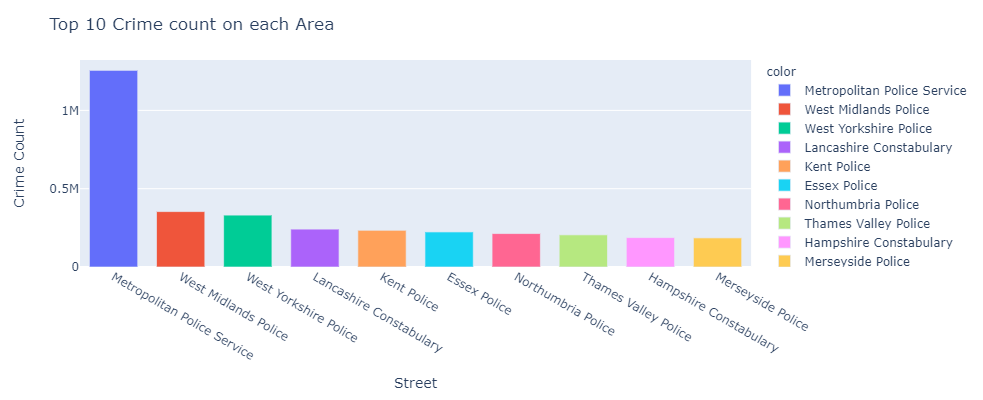 Top 10 Crime count on each Area
Crime Count
1M
0.5M
0
Metropolitan Police Service
West Midlands Police
West Yorkshire Police
Lancashire Constabulary
Kent Police
Essex Police
Northumbria Police
Thames Valley Police
Hampshire Constabulary
Merseyside Police
Street
color
Metropolitan Police Service
West Midlands Police
West Yorkshire Police
Lancashire Constabulary
Kent Police
Essex Police
Northumbria Police
Thames Valley Police
Hampshire Constabulary
Merseyside Police